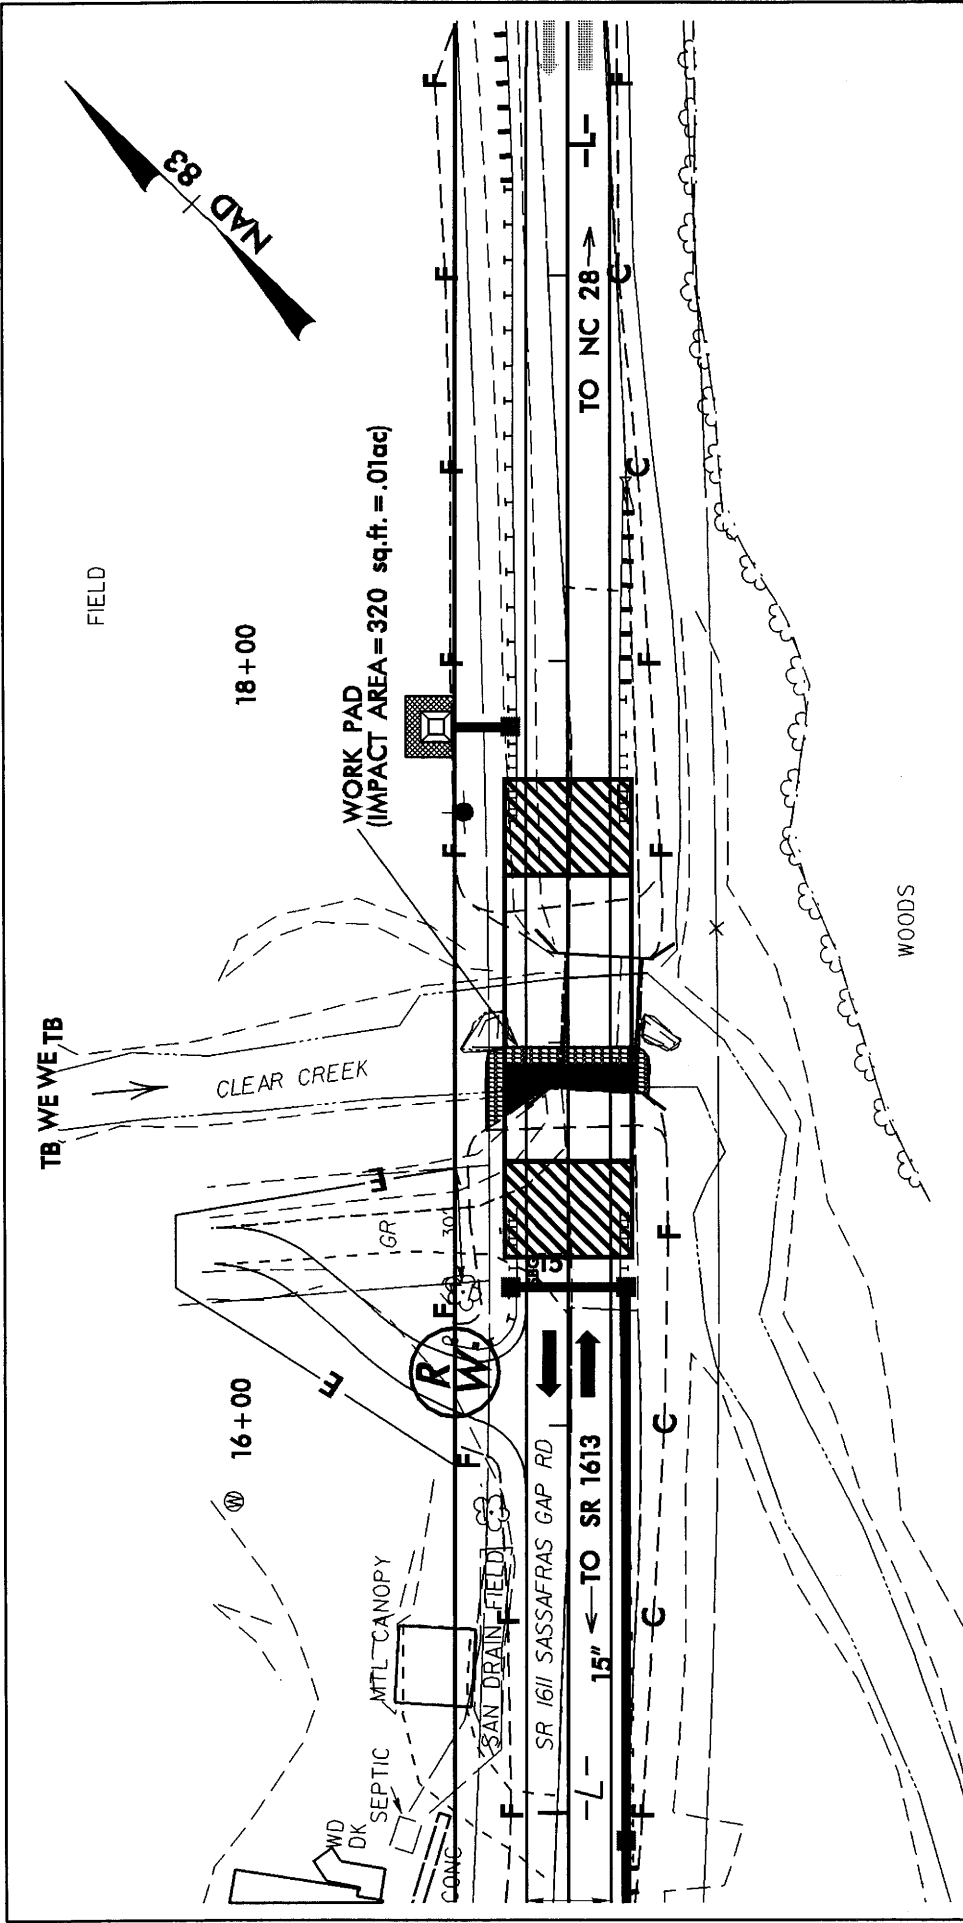 NAD 83
FIELD
18+00
WORK PAD
(IMPACT AREA=320 sq.ft.=.01ac)
-L-
TO NC 28→
F
F
F
F
F
F
C
C
F
F
WOODS
TB WE WE TB
CLEAR CREEK
E
GR
F
R
W.
E
16+00
F
W
F
C
C
MTL CANOPY
SAN DRAIN FIELD
F
SR 1611 SASSAFRAS GAP RD
15" ←TO SR 1613
-L-
SEPTIC
WD
DK
CONC
F
F